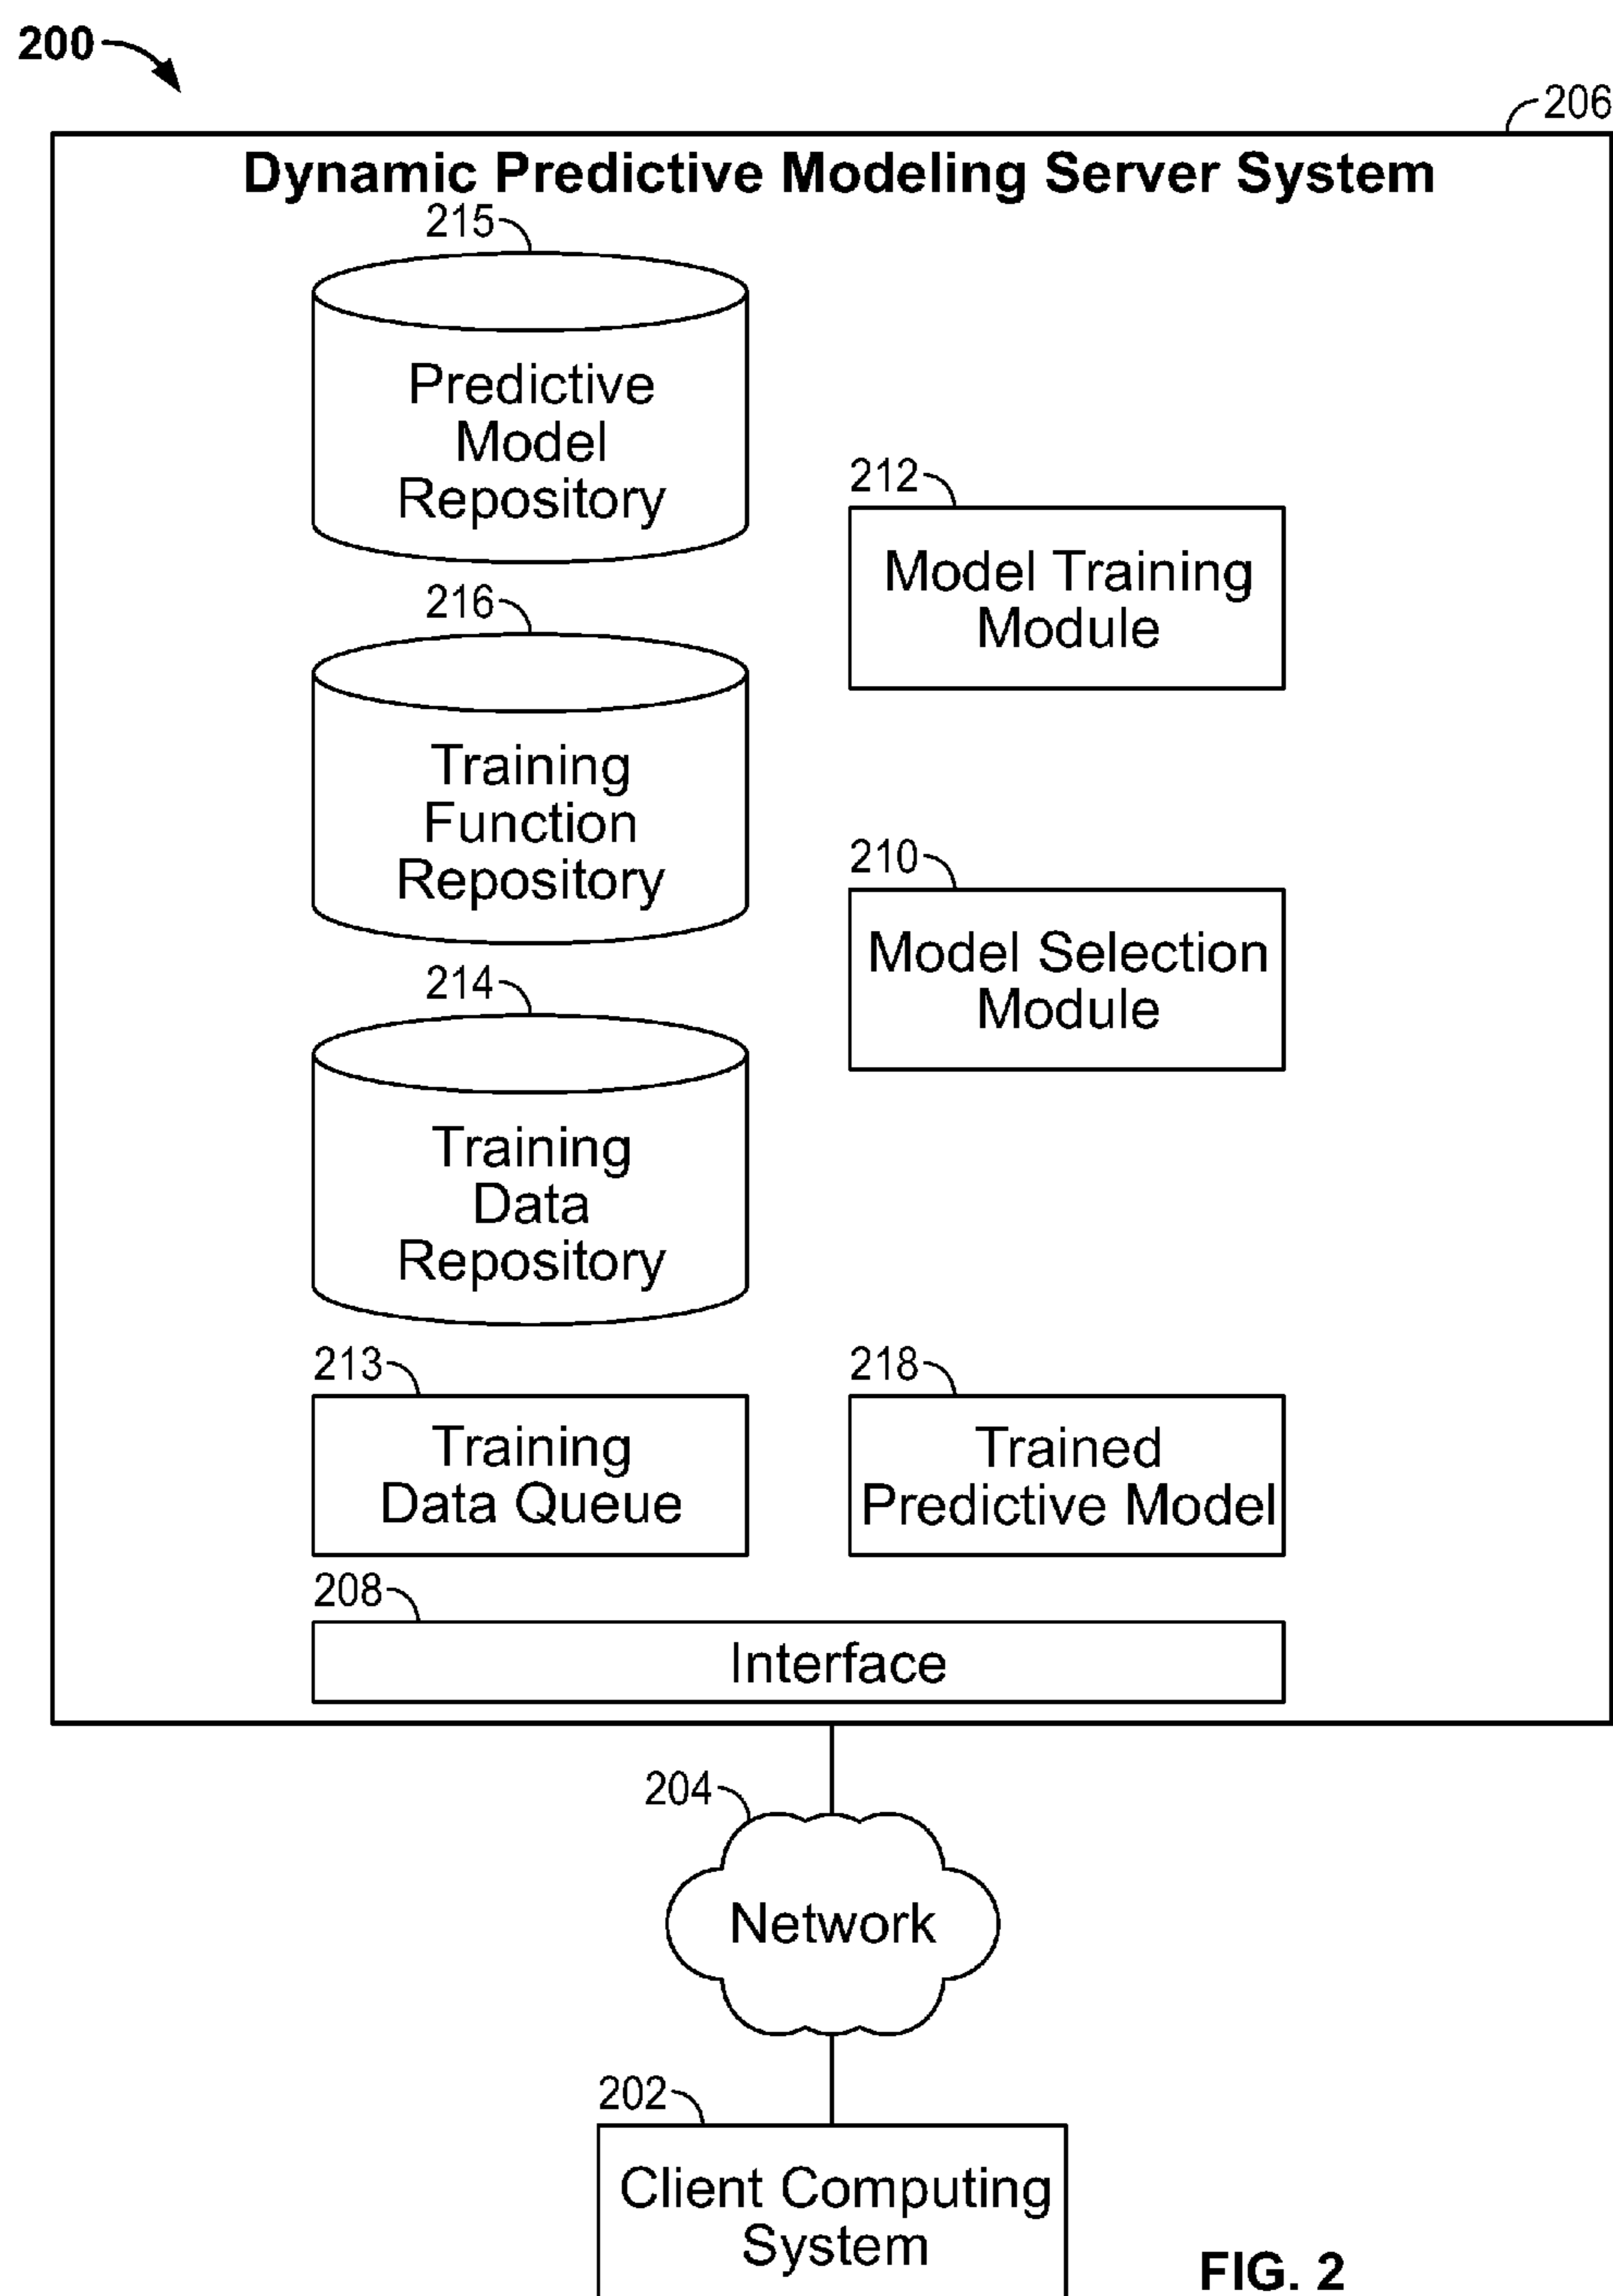 200
206
Dynamic Predictive Modeling Server System
215
Predictive
Model
Repository
212
Model Training
Module
216
Training
Function
Repository
210
Model Selection
Module
214
Training
Data
Repository
213
Training
Data Queue
218
Trained
Predictive Model
208
Interface
204
Network
202
Client Computing
System
FIG. 2